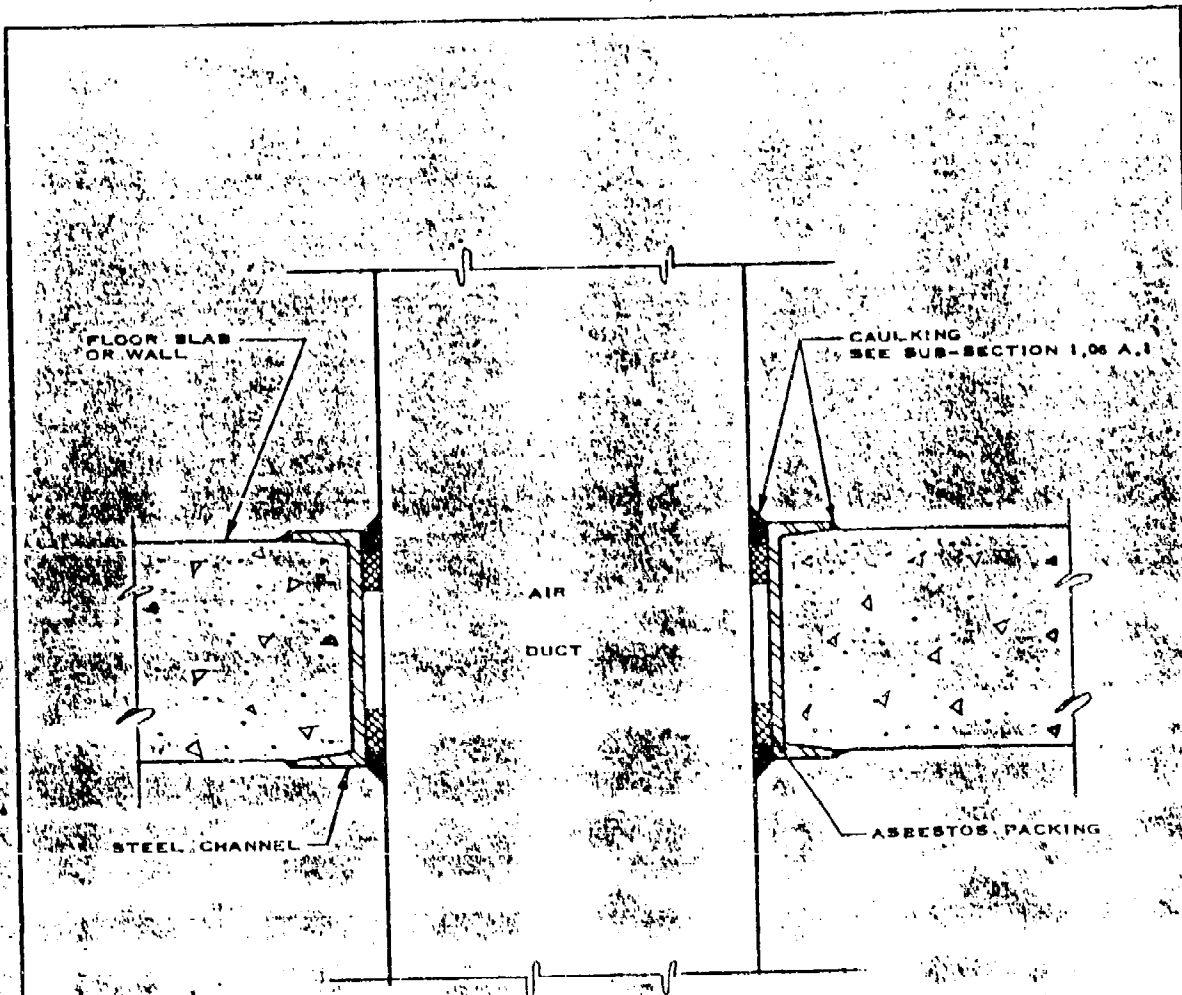 FLOOR SLAB
OR WALL
CAULKING
SEE SUB-SECTION 1,06 A,1
AIR
DUCT
STEEL CHANNEL
ASBESTOS PACKING